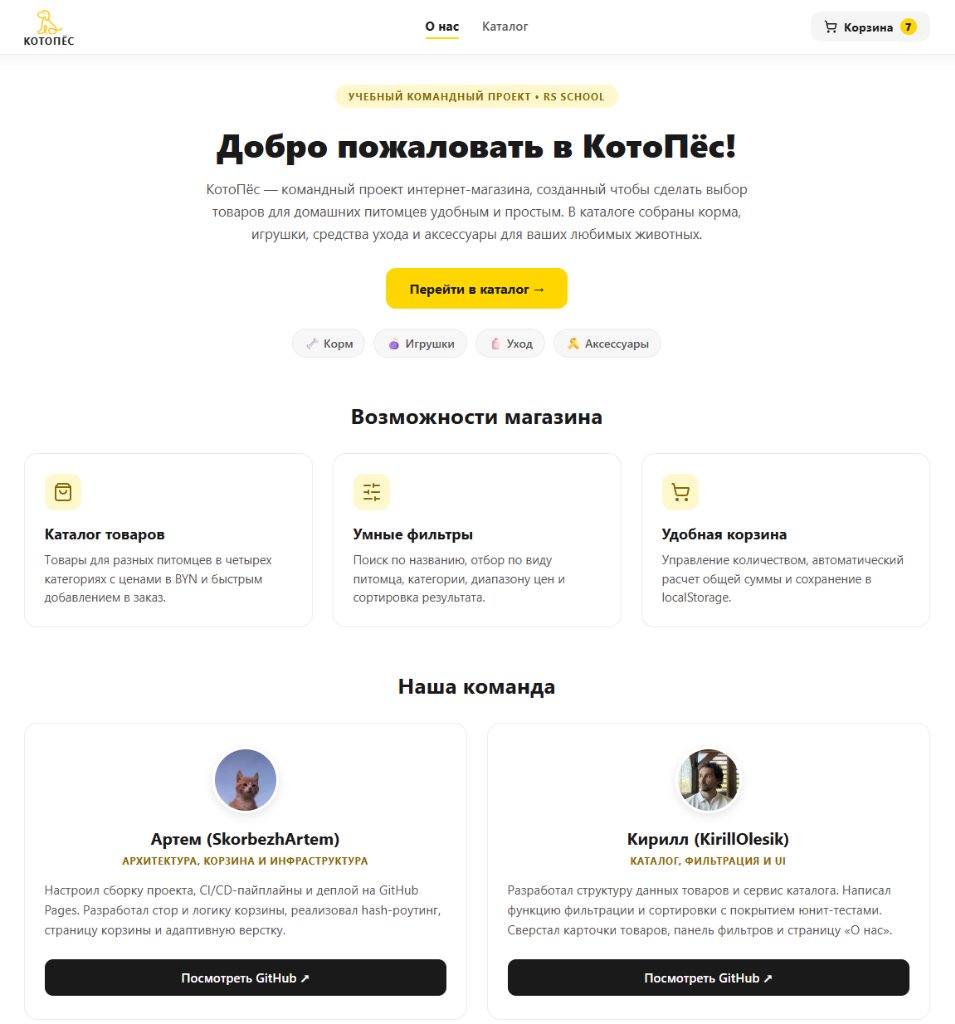 КОТОПЁС
О нас
Каталог
Корзина 7
УЧЕБНЫЙ КОМАНДНЫЙ ПРОЕКТ • RS SCHOOL
Добро пожаловать в КотоПёс!
КотоПёс — командный проект интернет-магазина, созданный чтобы сделать выбор
товаров для домашних питомцев удобным и простым. В каталоге собраны корма,
игрушки, средства ухода и аксессуары для ваших любимых животных.
Перейти в каталог →
Корм
Игрушки
Уход
Аксессуары
Возможности магазина
Каталог товаров
Товары для разных питомцев в четырех
категориях с ценами в BYN и быстрым
добавлением в заказ.
Умные фильтры
Поиск по названию, отбор по виду
питомца, категории, диапазону цен и
сортировка результата.
Удобная корзина
Управление количеством, автоматический
расчет общей суммы и сохранение в
localStorage.
Наша команда
Артем (SkorbezhArtem)
АРХИТЕКТУРА, КОРЗИНА И ИНФРАСТРУКТУРА
Настроил сборку проекта, CI/CD-пайплайны и деплой на GitHub
Pages. Разработал стор и логику корзины, реализовал hash-роутинг,
страницу корзины и адаптивную верстку.
Посмотреть GitHub ↗
Кирилл (KirillOlesik)
КАТАЛОГ, ФИЛЬТРАЦИЯ И UI
Разработал структуру данных товаров и сервис каталога. Написал
функцию фильтрации и сортировки с покрытием юнит-тестами.
Сверстал карточки товаров, панель фильтров и страницу «О нас».
Посмотреть GitHub ↗